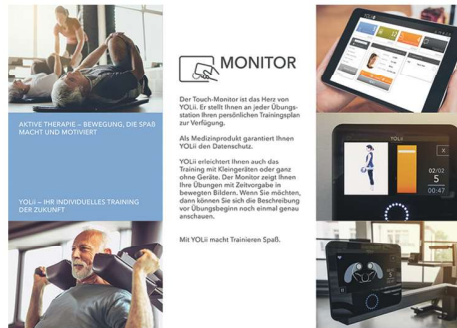 AKTIVE THERAPIE – BEWEGUNG, DIE SPAß
MACHT UND MOTIVIERT
YOLii – IHR INDIVIDUELLES TRAINING
DER ZUKUNFT
MONITOR
Der Touch-Monitor ist das Herz von
YOLii. Er stellt Ihnen an jeder Übungs-
station Ihren persönlichen Trainingsplan
zur Verfügung.
Als Medizinprodukt garantiert Ihnen
YOLii den Datenschutz.
YOLii erleichtert Ihnen auch das
Training mit Kleingeräten oder ganz
ohne Geräte. Der Monitor zeigt Ihnen
Ihre Übungen mit Zeitvorgabe in
bewegten Bildern. Wenn Sie möchten,
dann können Sie sich die Beschreibung
vor Übungsbeginn noch einmal genau
anschauen.
Mit YOLii macht Trainieren Spaß.
YOLii
X
02/02
5
00:47